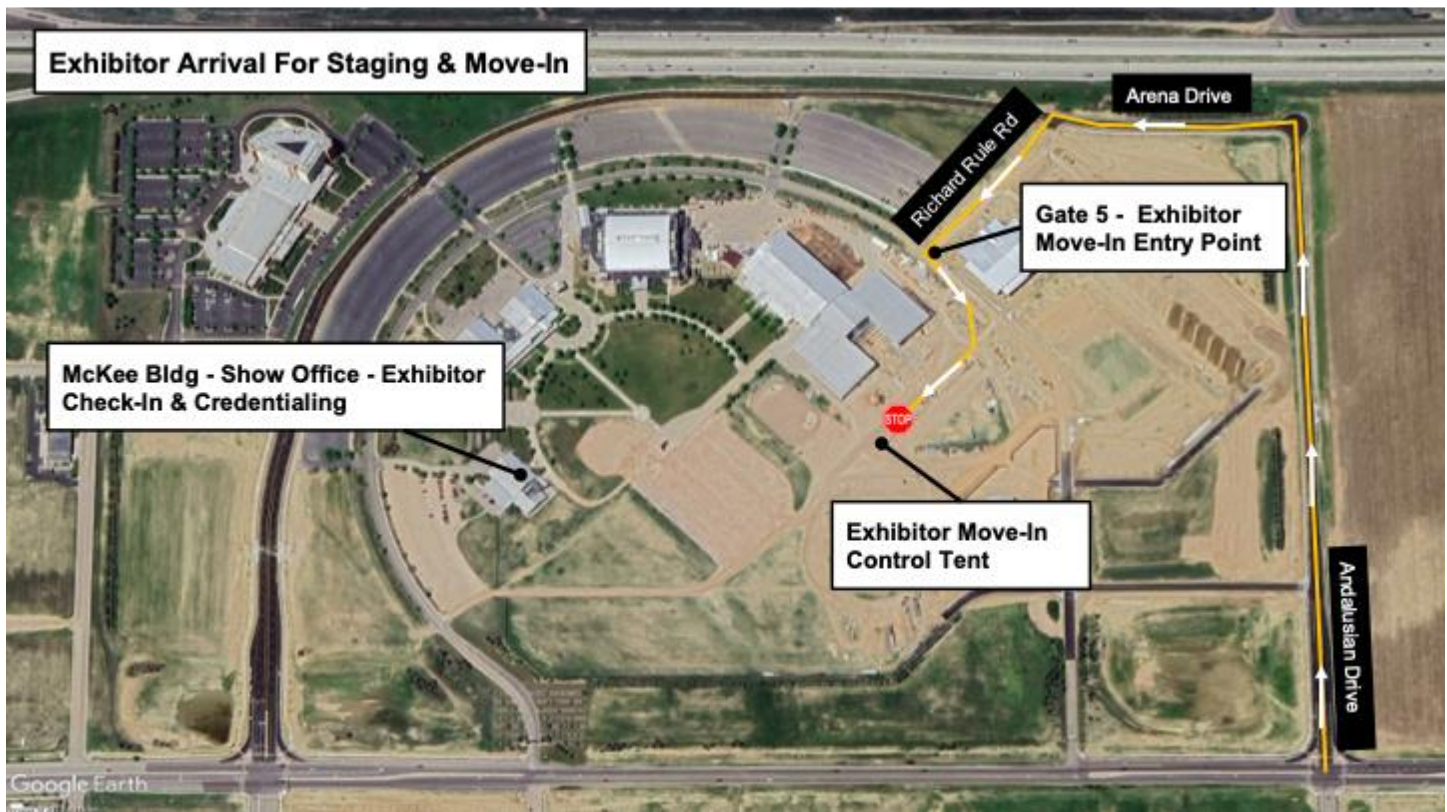 Exhibitor Arrival For Staging & Move-In
Arena Drive
Richard Rule Rd
Gate 5 - Exhibitor
Move-In Entry Point
McKee Bldg - Show Office - Exhibitor
Check-In & Credentialing
STOP
Exhibitor Move-In
Control Tent
Andalusian Drive
Google Earth